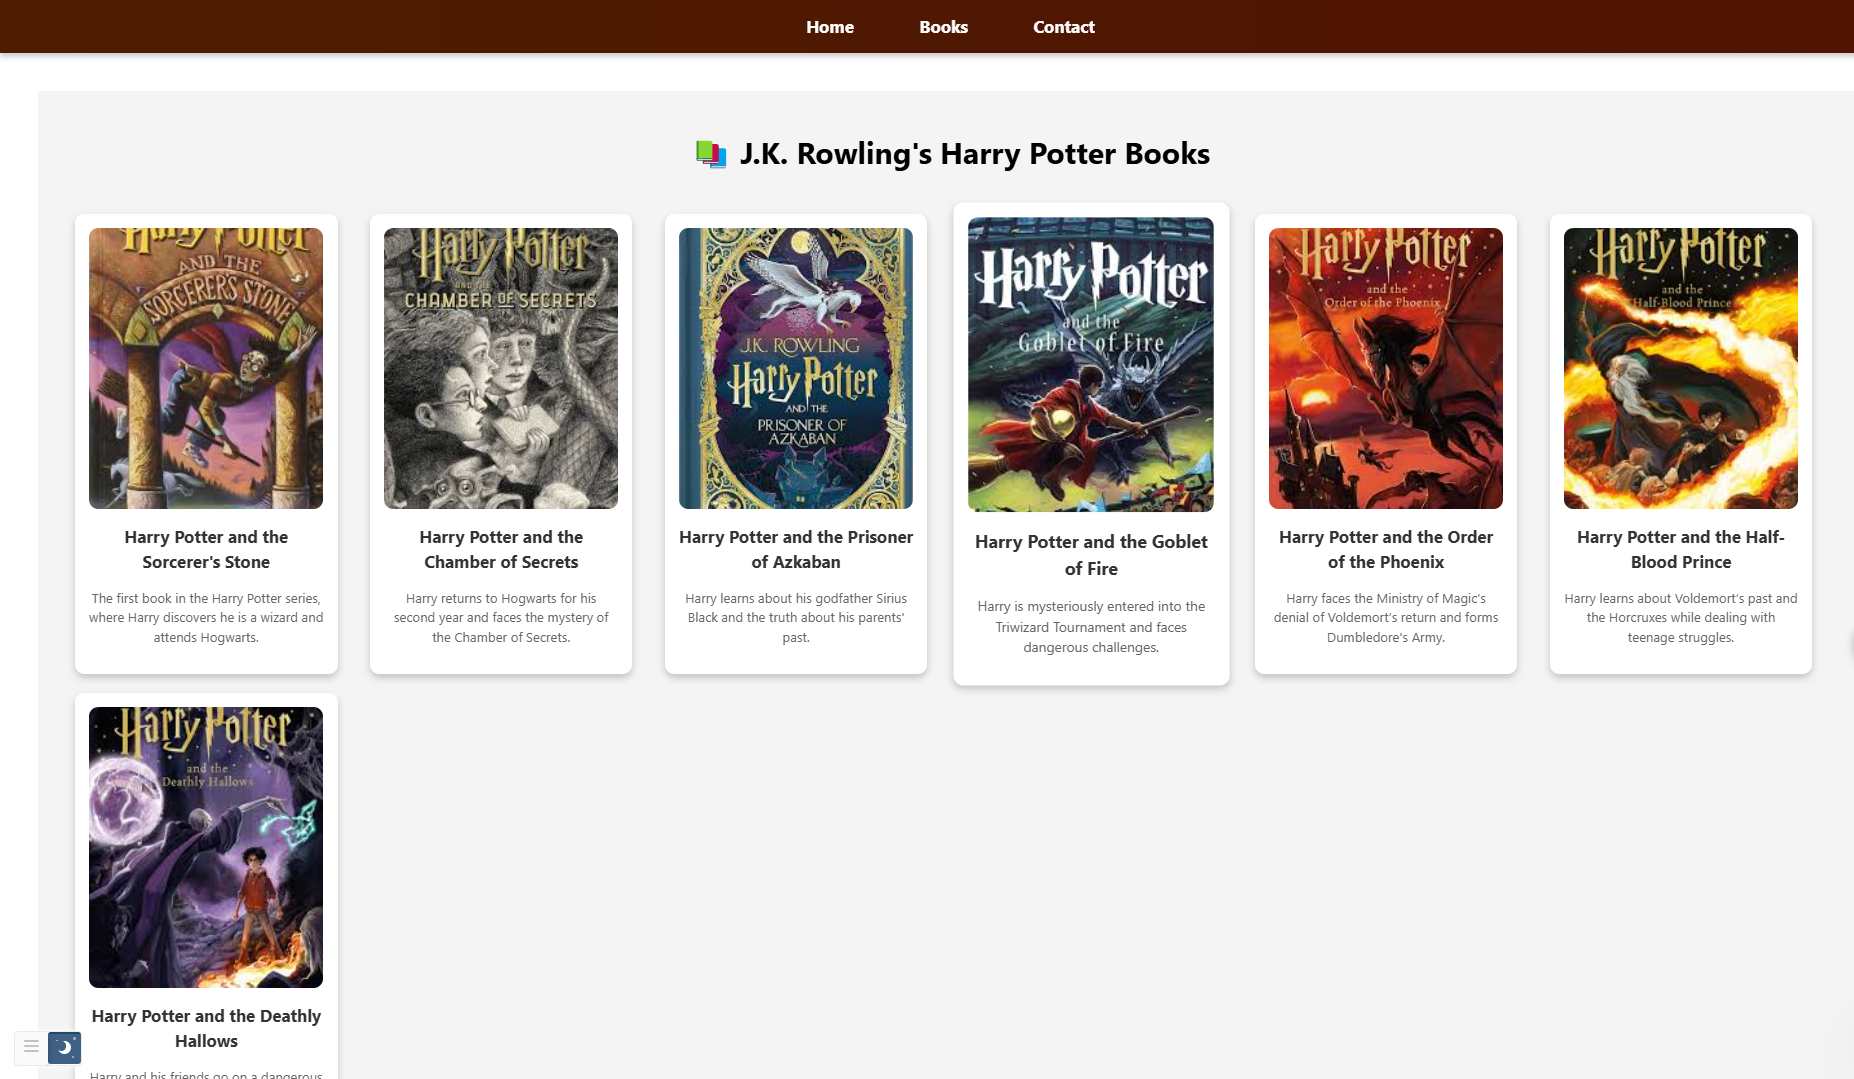 Home Books Contact
J.K. Rowling's Harry Potter Books
Harry Potter
AND THE
SORCERER'S STONE
Harry Potter and the
Sorcerer's Stone
The first book in the Harry Potter series,
where Harry discovers he is a wizard and
attends Hogwarts.
Harry Potter
AND THE
CHAMBER OF SECRETS
Harry Potter and the
Chamber of Secrets
Harry returns to Hogwarts for his
second year and faces the mystery of
the Chamber of Secrets.
J.K. ROWLING
Harry Potter
AND THE
PRISONER OF
AZKABAN
Harry Potter and the Prisoner
of Azkaban
Harry learns about his godfather Sirius
Black and the truth about his parents'
past.
Harry Potter
and the
Goblet of Fire
Harry Potter and the Goblet
of Fire
Harry is mysteriously entered into the
Triwizard Tournament and faces
dangerous challenges.
Harry Potter
and the
Order of the Phoenix
Harry Potter and the Order
of the Phoenix
Harry faces the Ministry of Magic's
denial of Voldemort's return and forms
Dumbledore's Army.
Harry Potter
and the
Half-Blood Prince
Harry Potter and the Half-
Blood Prince
Harry learns about Voldemort's past and
the Horcruxes while dealing with
teenage struggles.
Harry Potter
and the
Deathly Hallows
Harry Potter and the Deathly
Hallows
Harry and his friends go on a dangerous